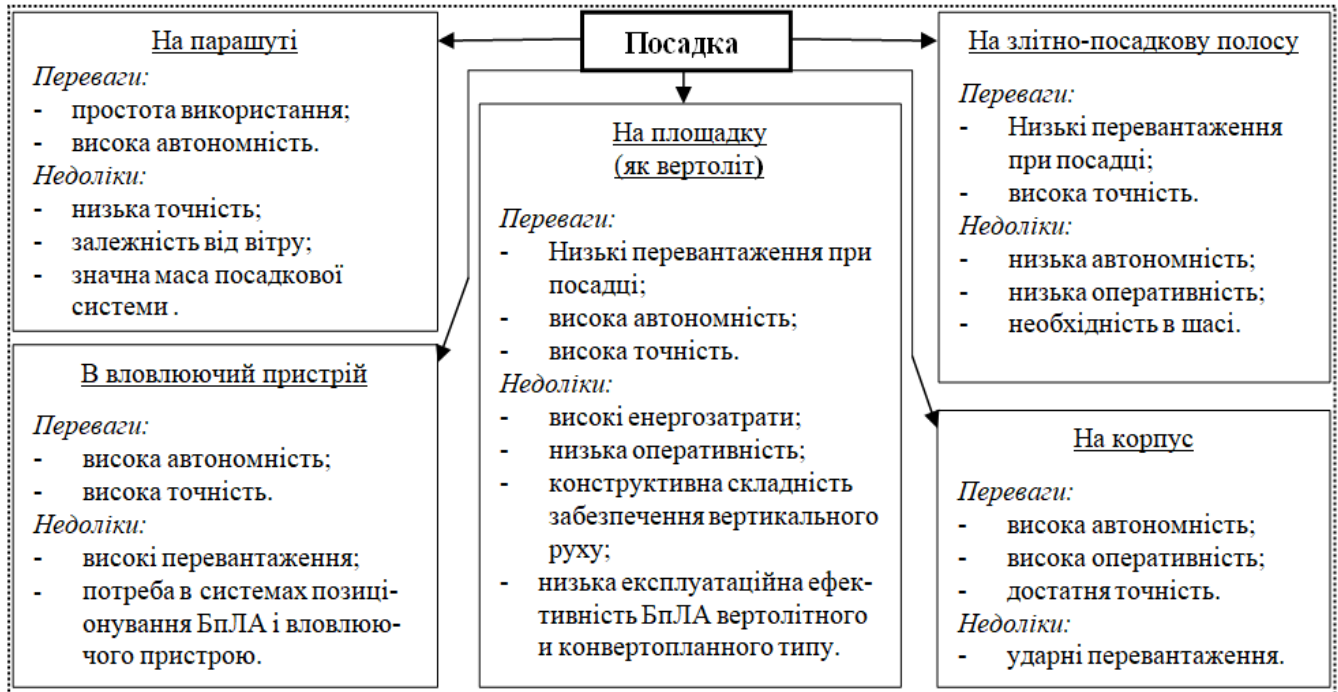 Посадка
На парашуті
Переваги:
- простота використання;
- висока автономність.
Недоліки:
- низька точність;
- залежність від вітру;
- значна маса посадкової
системи .
В вловлюючий пристрій
Переваги:
- висока автономність;
- висока точність.
Недоліки:
- високі перевантаження;
- потреба в системах позиці-
онування БпЛА і вловлюю-
чого пристрою.
На площадку
(як вертоліт)
Переваги:
- Низькі перевантаження при
посадці;
- висока автономність;
- висока точність.
Недоліки:
- високі енергозатрати;
- низька оперативність;
- конструктивна складність
забезпечення вертикального
руху;
- низька експлуатаційна ефек-
тивність БпЛА вертолітного
и конвертопланного типу.
На злітно-посадкову полосу
Переваги:
- Низькі перевантаження
при посадці;
- висока точність.
Недоліки:
- низька автономність;
- низька оперативність;
- необхідність в шасі.
На корпус
Переваги:
- висока автономність;
- висока оперативність;
- достатня точність.
Недоліки:
- ударні перевантаження.